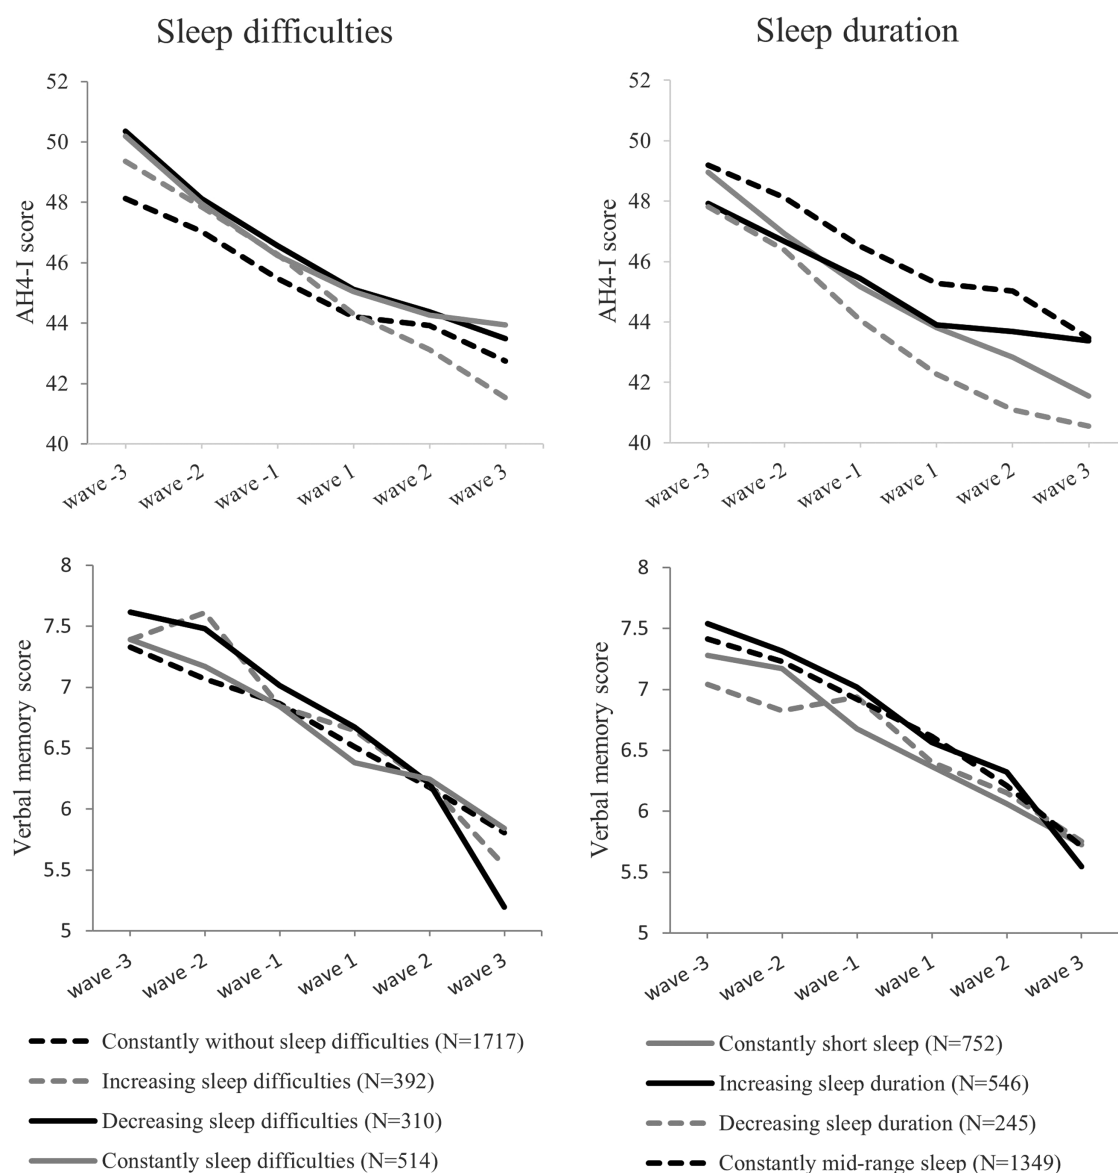 Sleep difficulties
Sleep duration
AH4-I score
52
50
48
46
44
42
40
wave -3
wave -2
wave -1
wave 1
wave 2
wave 3
AH4-I score
52
50
48
46
44
42
40
wave -3
wave -2
wave -1
wave 1
wave 2
wave 3
Verbal memory score
8
7.5
7
6.5
6
5.5
5
wave -3
wave -2
wave -1
wave 1
wave 2
wave 3
Verbal memory score
8
7.5
7
6.5
6
5.5
5
wave -3
wave -2
wave -1
wave 1
wave 2
wave 3
Constantly without sleep difficulties (N=1717)
Increasing sleep difficulties (N=392)
Decreasing sleep difficulties (N=310)
Constantly sleep difficulties (N=514)
Constantly short sleep (N=752)
Increasing sleep duration (N=546)
Decreasing sleep duration (N=245)
Constantly mid-range sleep (N=1349)